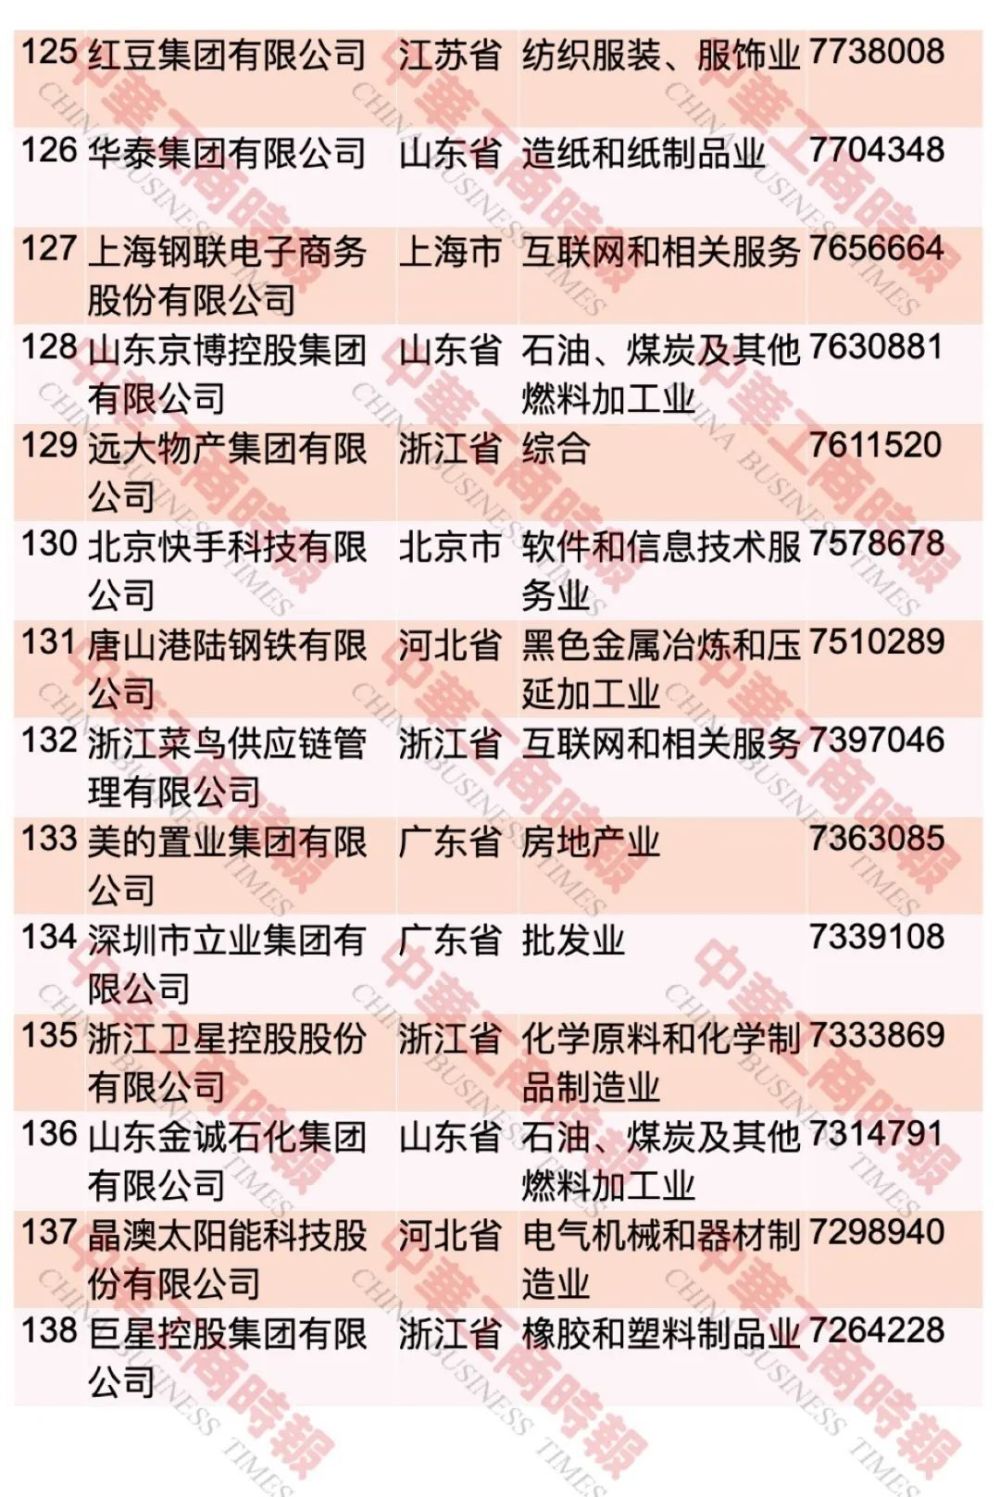 125 红豆集团有限公司 江苏省 纺织服装、服饰业 7738008
126 华泰集团有限公司 山东省 造纸和纸制品业 7704348
127 上海钢联电子商务 上海市 互联网和相关服务 7656664
股份有限公司
128 山东京博控股集团 山东省 石油、煤炭及其他 7630881
有限公司 燃料加工业
129 远大物产集团有限 浙江省 综合 7611520
公司
130 北京快手科技有限 北京市 软件和信息技术服 7578678
公司 务业
131 唐山港陆钢铁有限 河北省 黑色金属冶炼和压 7510289
公司 延加工业
132 浙江菜鸟供应链管 浙江省 互联网和相关服务 7397046
理有限公司
133 美的置业集团有限 广东省 房地产业 7363085
公司
134 深圳市立业集团有 广东省 批发业 7339108
限公司
135 浙江卫星控股股份 浙江省 化学原料和化学制 7333869
有限公司 品制造业
136 山东金诚石化集团 山东省 石油、煤炭及其他 7314791
有限公司 燃料加工业
137 晶澳太阳能科技股 河北省 电气机械和器材制 7298940
份有限公司 造业
138 巨星控股集团有限 浙江省 橡胶和塑料制品业 7264228
公司
中華工商時報
CHINA BUSINESS TIMES